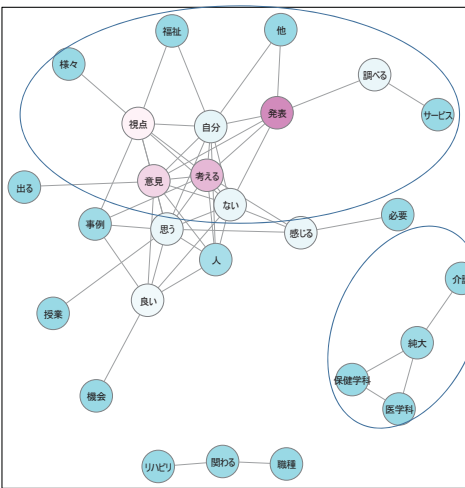 福祉
他
様々
調べる
サービス
発表
視点
自分
意見
考える
出る
ない
必要
事例
思う
感じる
人
良い
授業
純大
保健学科
医学科
機会
リハビリ
関わる
職種